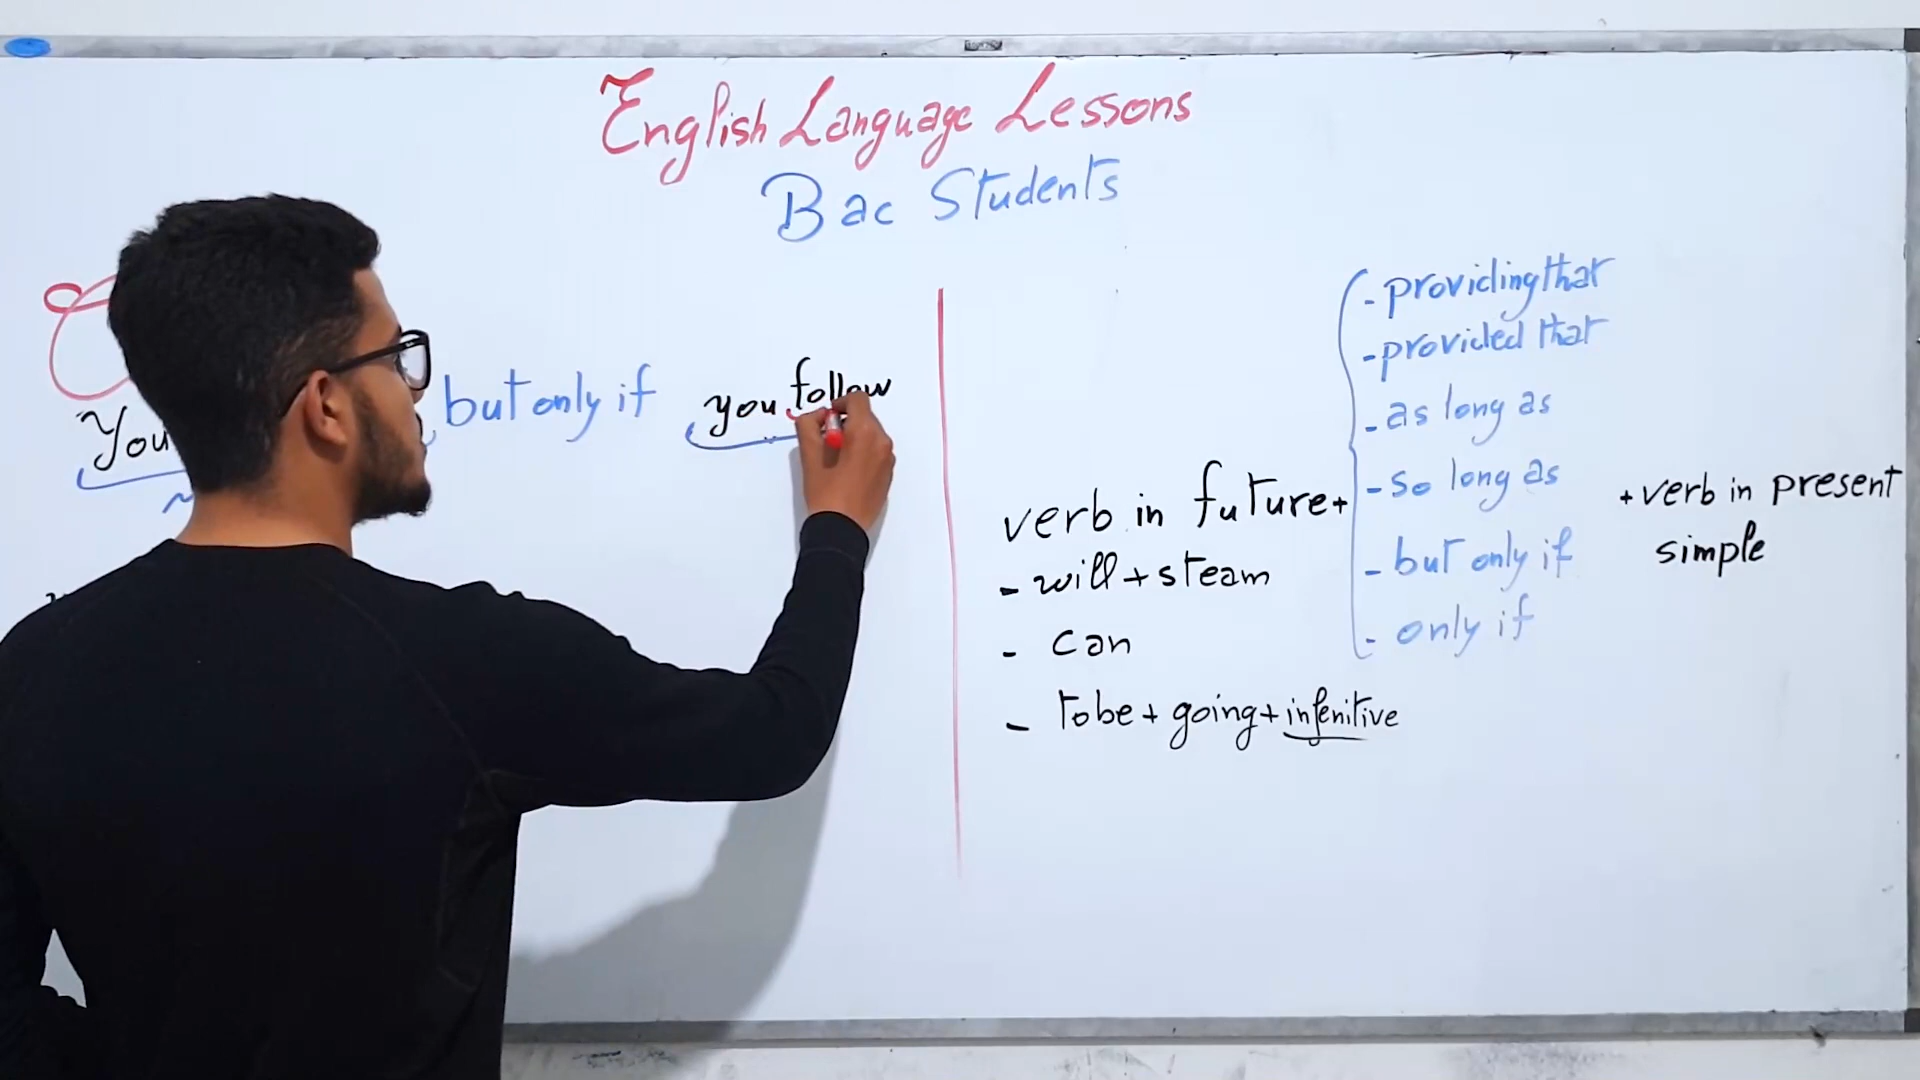 English Language Lessons
Bac Students
You but only if you follow
verb in future +
- will + steam
- can
- to be + going + infenitive
- providing that
- provided that
- as long as
- so long as
- but only if
- only if
+ verb in present
simple